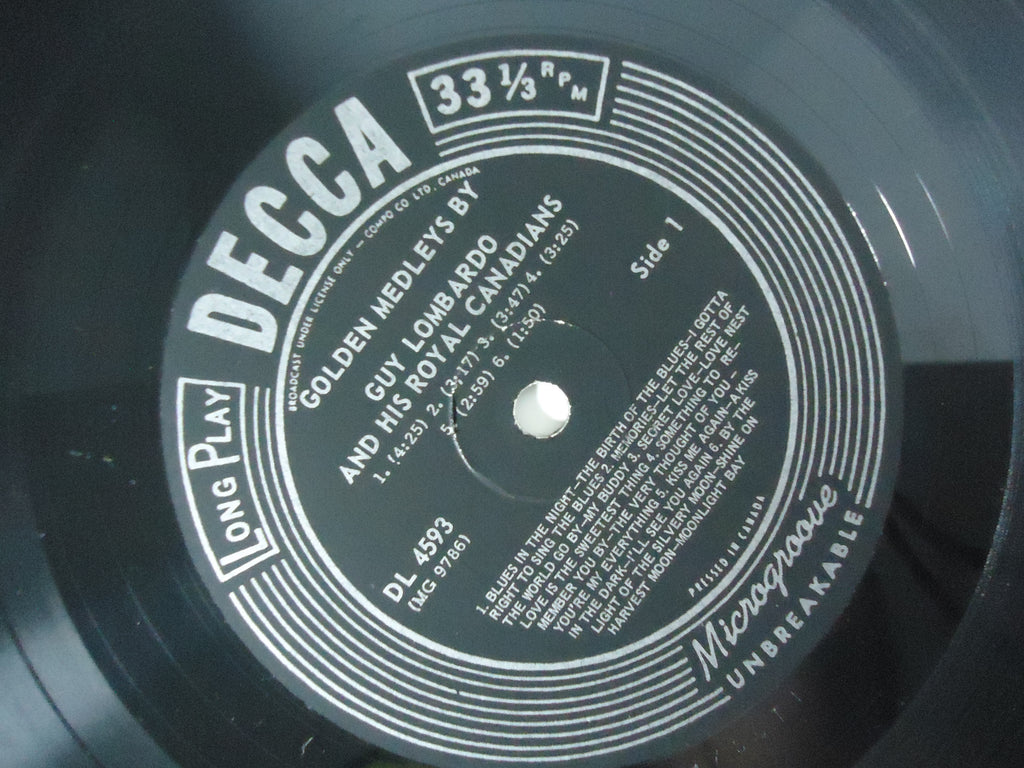 DECCA
33 1/3 RPM
LONG PLAY
BROADCAST UNDER LICENSE ONLY — COMPO CO LTD. CANADA
GOLDEN MEDLEYS BY
GUY LOMBARDO
AND HIS ROYAL CANADIANS
1. (4:25) 2. (3:17) 3. (3:47) 4. (3:25)
5. (2:59) 6. (1:50)
Side 1
DL 4593
(MG 9786)
1. BLUES IN THE NIGHT-THE BIRTH OF THE BLUES-I GOTTA
RIGHT TO SING THE BLUES 2. MEMORIES-LET THE REST OF
THE WORLD GO BY-MY BUDDY 3. SECRET LOVE-LOVE NEST
LOVE IS THE SWEETEST THING 4. SOMETHING TO RE-
MEMBER YOU BY-THE VERY THOUGHT OF YOU -
YOU'RE MY EVERYTHING 5. KISS ME AGAIN-A KISS
IN THE DARK-I'LL SEE YOU AGAIN 6. BY THE
LIGHT OF THE SILVERY MOON-SHINE ON
HARVEST MOON-MOONLIGHT BAY
PRESSED IN CANADA
Microgroove
UNBREAKABLE